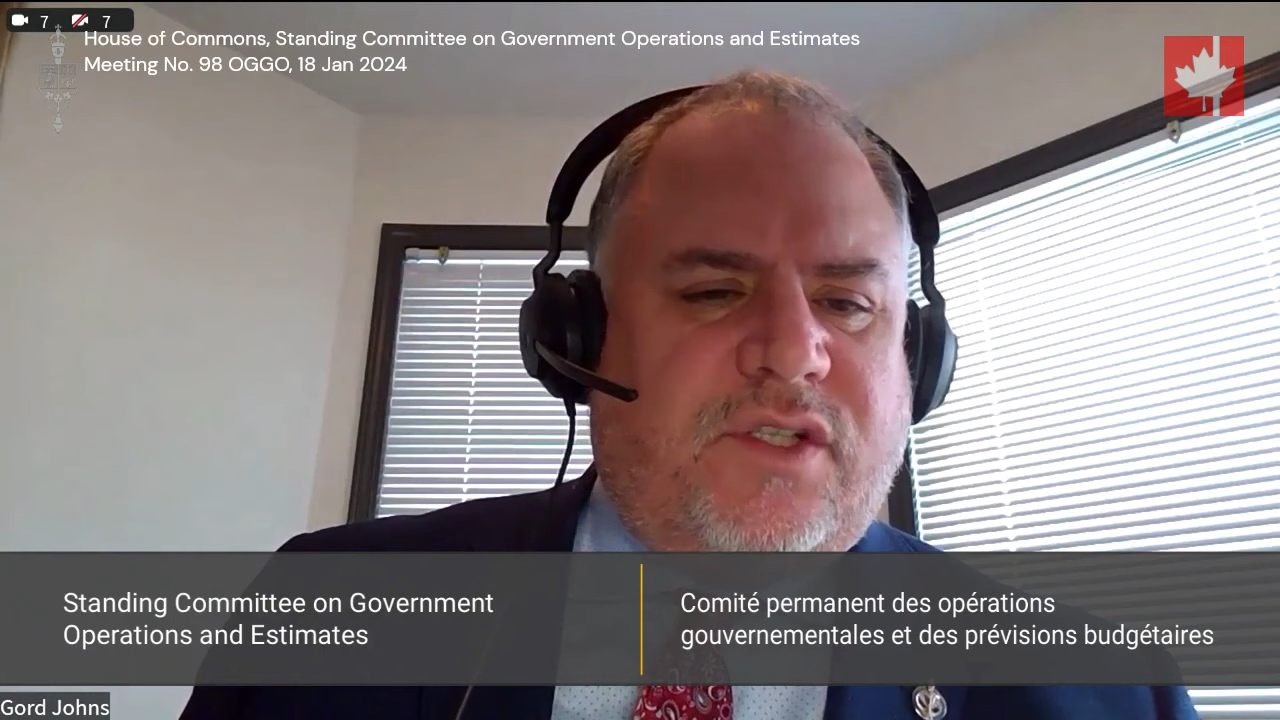 7 7
House of Commons, Standing Committee on Government Operations and Estimates
Meeting No. 98 OGGO, 18 Jan 2024
Standing Committee on Government
Operations and Estimates
Comité permanent des opérations
gouvernementales et des prévisions budgétaires
Gord Johns